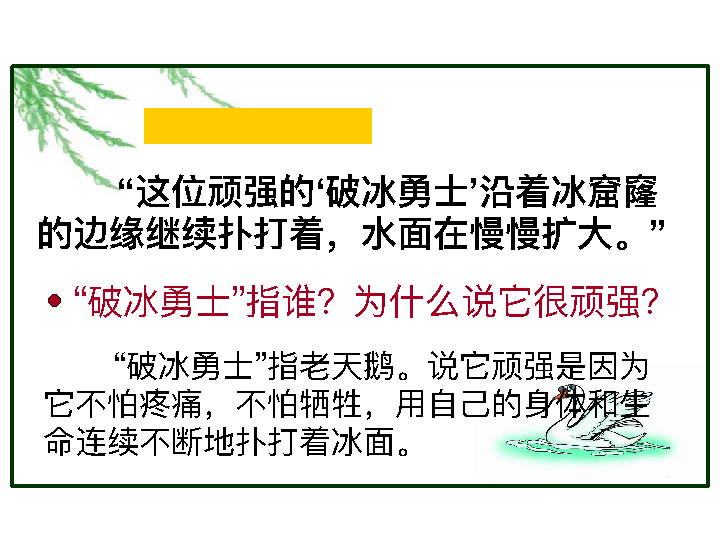 “这位顽强的‘破冰勇士’沿着冰窟窿
的边缘继续扑打着，水面在慢慢扩大。”
• “破冰勇士”指谁？为什么说它很顽强？
“破冰勇士”指老天鹅。说它顽强是因为
它不怕疼痛，不怕牺牲，用自己的身体和生
命连续不断地扑打着冰面。